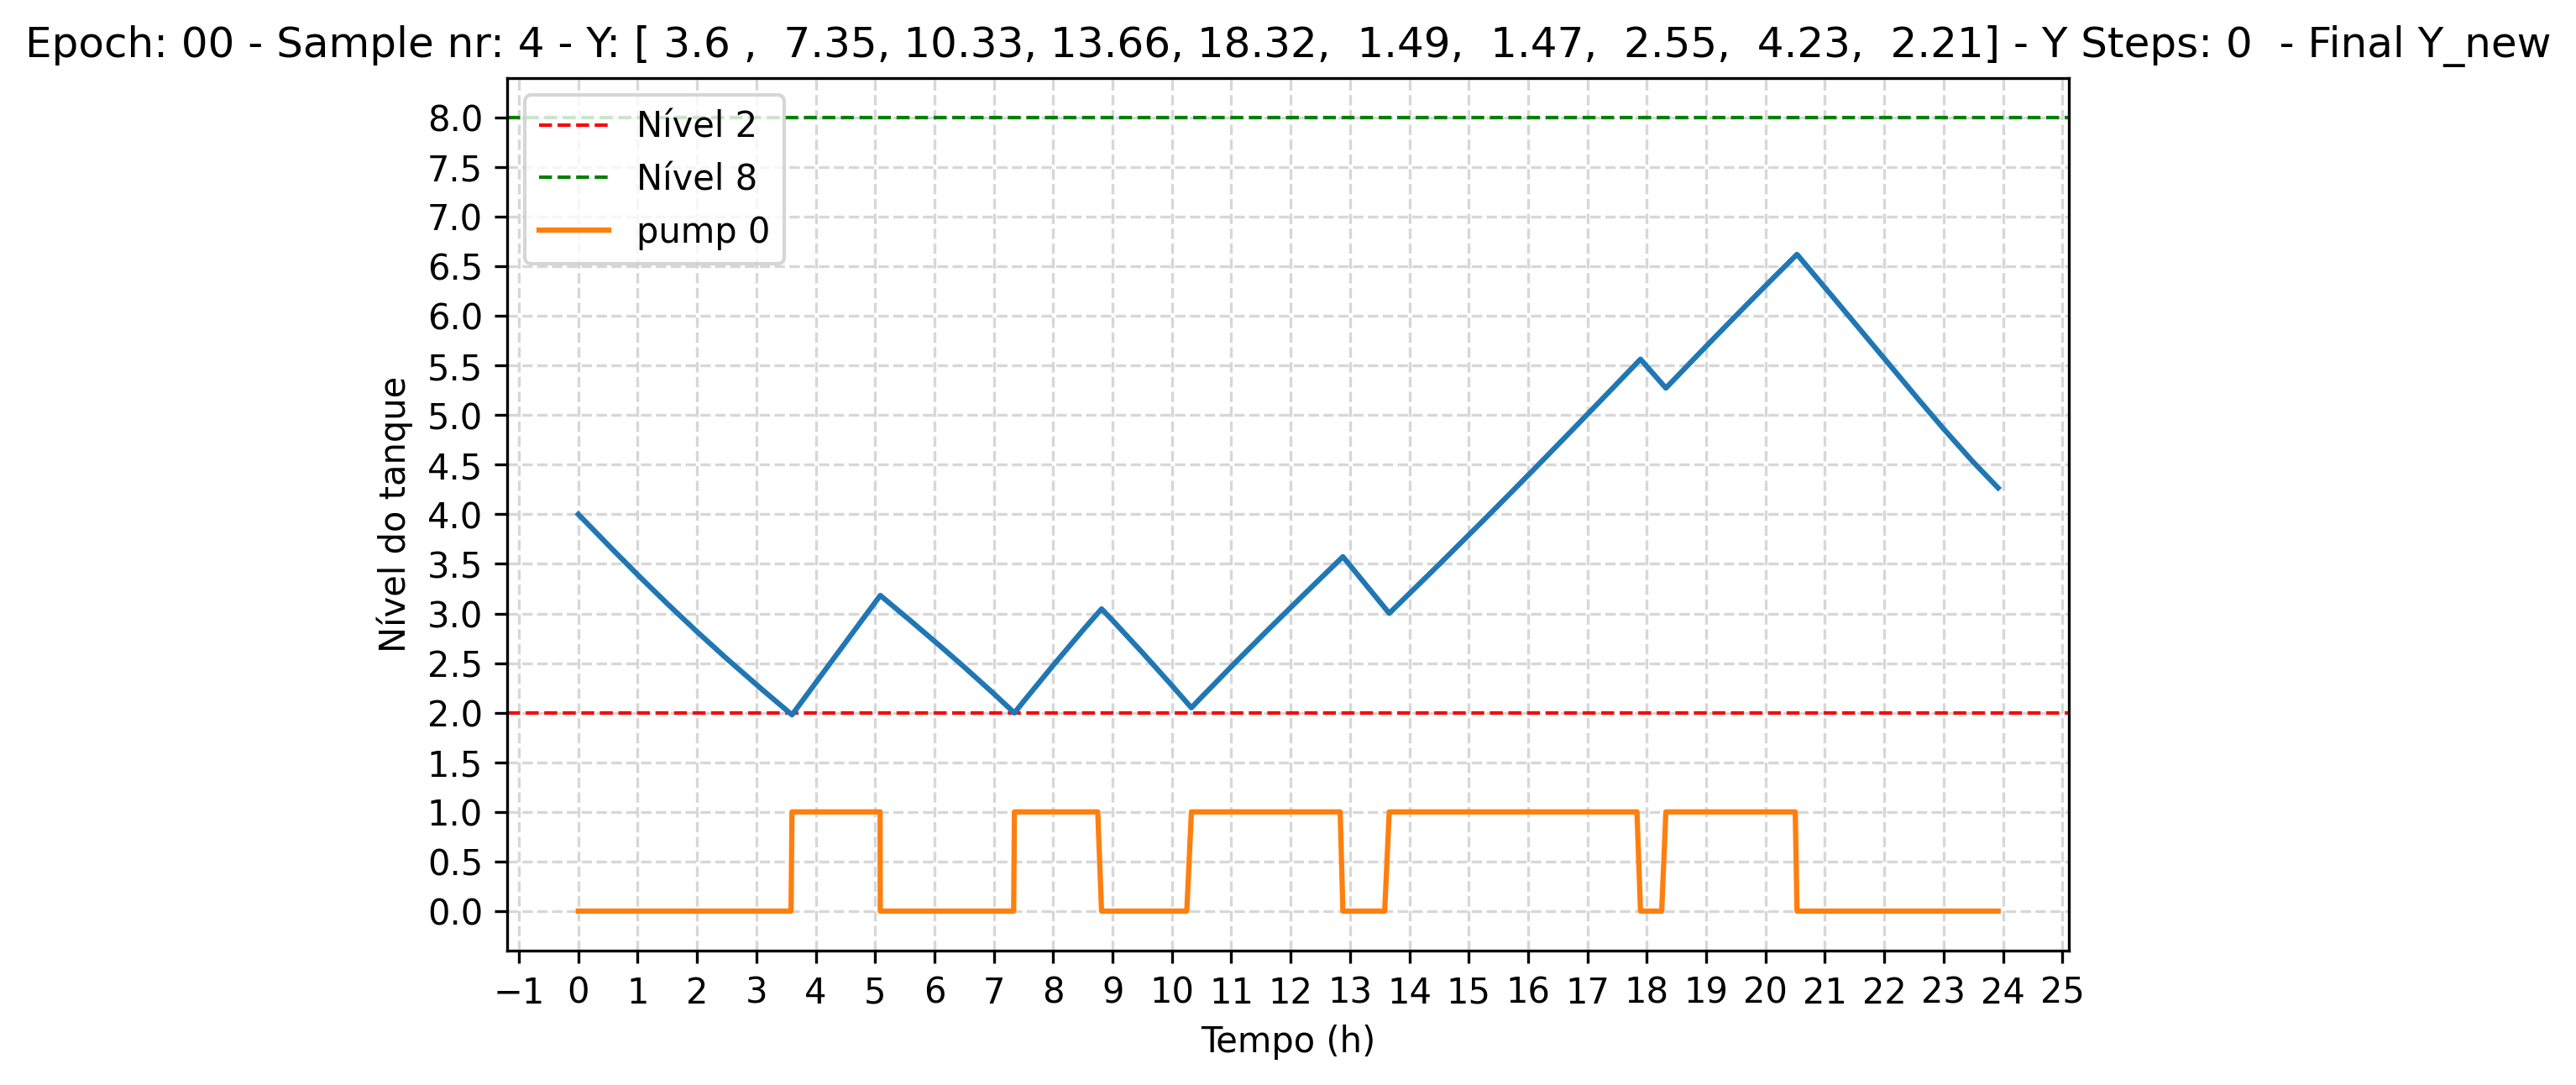 Epoch: 00 - Sample nr: 4 - Y: [ 3.6 ,  7.35, 10.33, 13.66, 18.32,  1.49,  1.47,  2.55,  4.23,  2.21] - Y Steps: 0  - Final Y_new
Nível 2
Nível 8
pump 0
8.0
7.5
7.0
6.5
6.0
5.5
5.0
4.5
4.0
3.5
3.0
2.5
2.0
1.5
1.0
0.5
0.0
Nível do tanque
−1 0 1 2 3 4 5 6 7 8 9 10 11 12 13 14 15 16 17 18 19 20 21 22 23 24 25
Tempo (h)